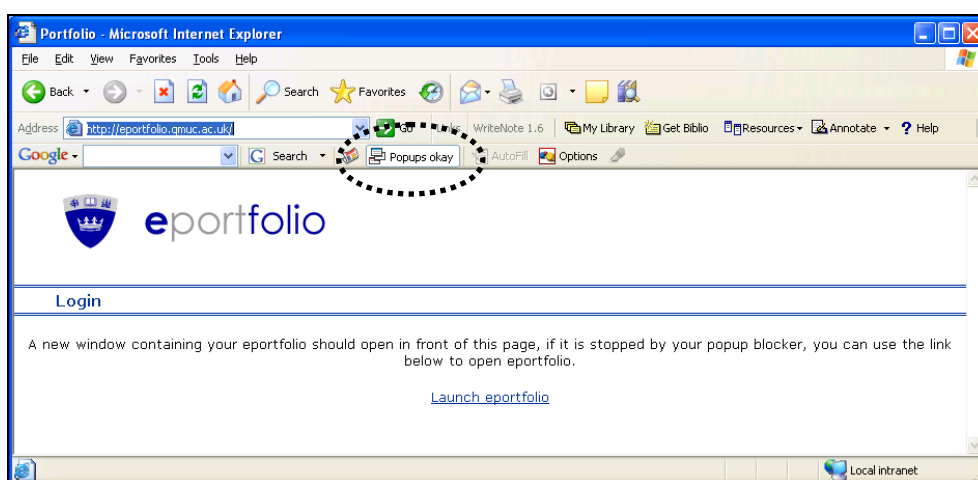 Portfolio - Microsoft Internet Explorer
File Edit View Favorites Tools Help
Back Search Favorites
Address http://eportfolio.qmuc.ac.uk/ Go Links WriteNote 1.6 My Library Get Biblio Resources Annotate Help
Google G Search Popups okay AutoFill Options
eportfolio
Login
A new window containing your eportfolio should open in front of this page, if it is stopped by your popup blocker, you can use the link
below to open eportfolio.
Launch eportfolio
Local intranet